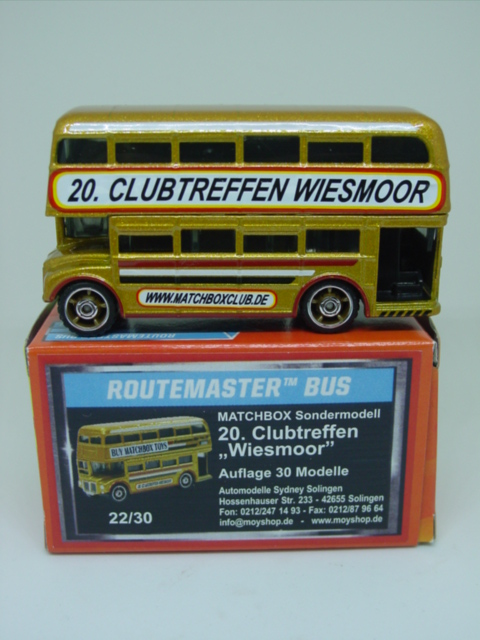 20. CLUBTREFFEN WIESMOOR
WWW.MATCHBOXCLUB.DE
ROUTEMASTER
ROUTEMASTER™ BUS
MATCHBOX Sondermodell
20. Clubtreffen
„Wiesmoor"
Auflage 30 Modelle
Automodelle Sydney Solingen
Hossenhauser Str. 233 - 42655 Solingen
Fon: 0212/247 14 93 - Fax: 0212/87 96 64
info@moyshop.de - www.moyshop.de
BUY MATCHBOX TOYS
22/30